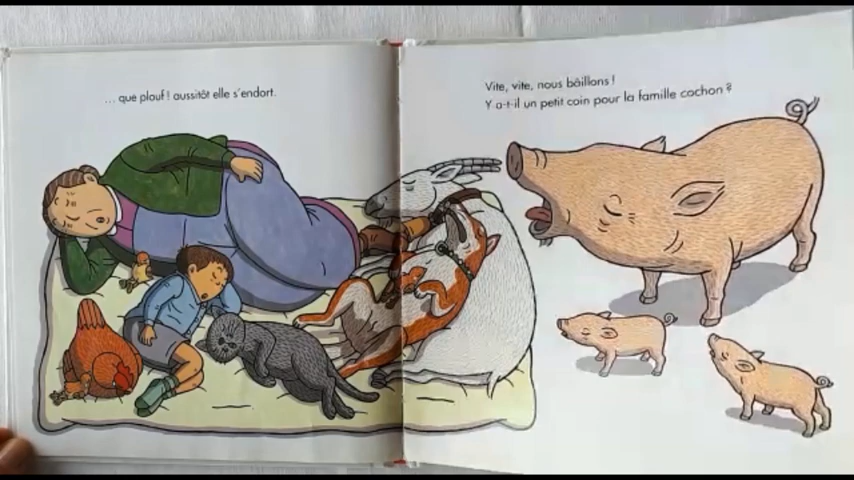 ... que plouf ! aussitôt elle s'endort.
Vite, vite, nous bâillons !
Y a-t-il un petit coin pour la famille cochon ?